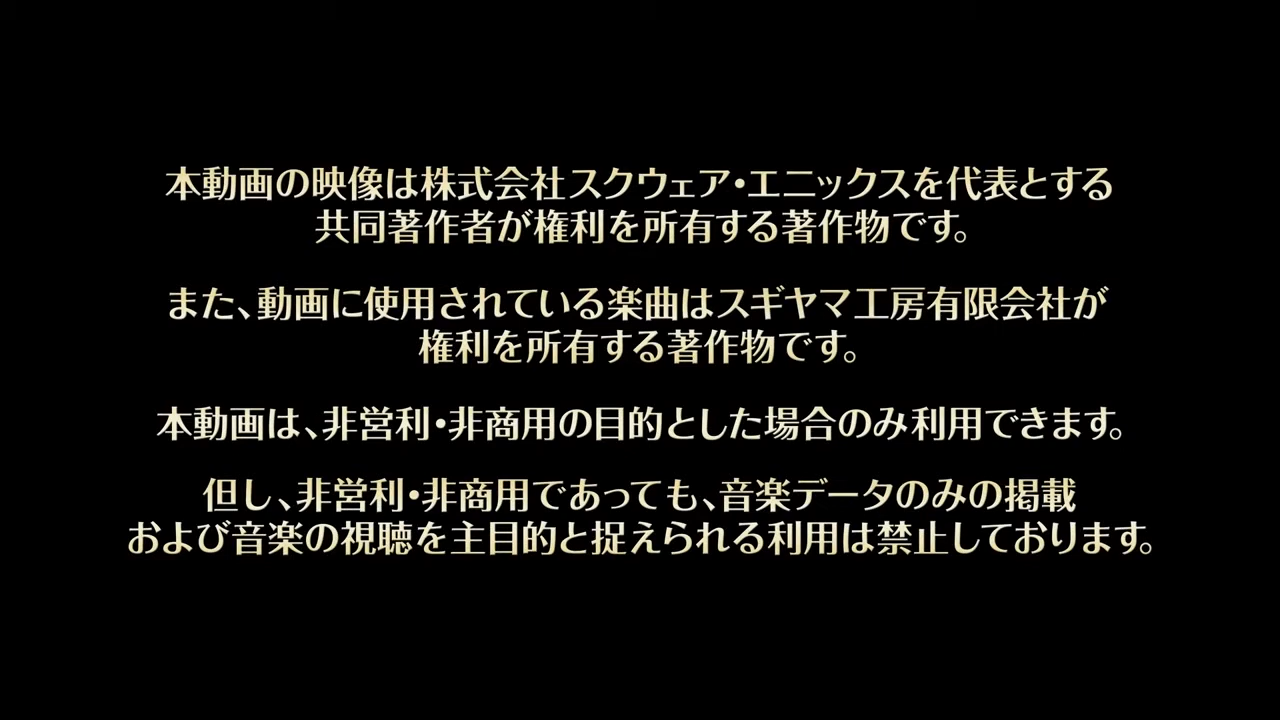 本動画の映像は株式会社スクウェア・エニックスを代表とする
共同著作者が権利を所有する著作物です。
また、動画に使用されている楽曲はスギヤマ工房有限会社が
権利を所有する著作物です。
本動画は、非営利・非商用の目的とした場合のみ利用できます。
但し、非営利・非商用であっても、音楽データのみの掲載
および音楽の視聴を主目的と捉えられる利用は禁止しております。